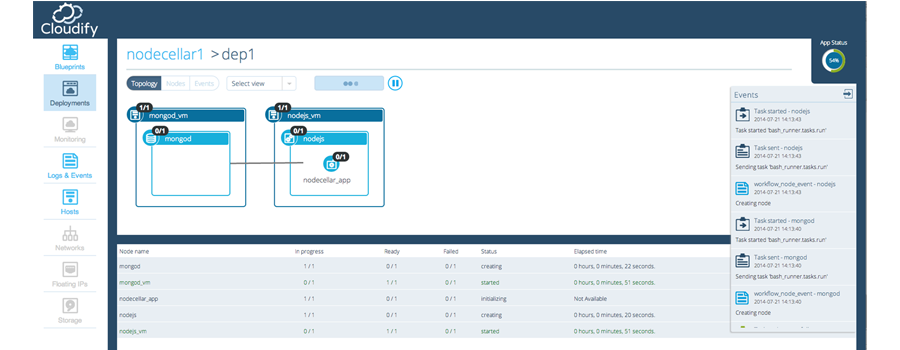 Cloudify
Blueprints
Deployments
Monitoring
Logs & Events
Hosts
Networks
Floating IPs
Storage
nodecellar1 >dep1
Topology Nodes Events Select view
App Status
54%
1/1
mongod_vm
0/1
mongod
1/1
nodejs_vm
0/1
nodejs
0/1
nodecellar_app
Events
Task started - nodejs
2014-07-21 14:13:43
Task started 'bash_runner.tasks.run'
Task sent - nodejs
2014-07-21 14:13:43
Sending task 'bash_runner.tasks.run'
workflow_node_event - nodejs
2014-07-21 14:13:43
Creating node
Task started - mongod
2014-07-21 14:13:40
Task started 'bash_runner.tasks.run'
Task sent - mongod
2014-07-21 14:13:40
Sending task 'bash_runner.tasks.run'
workflow_node_event - mongod
2014-07-21 14:13:40
Creating node
Node name In progress Ready Failed Status Elapsed time
mongod 1 / 1 0 / 1 0 / 1 creating 0 hours, 0 minutes, 22 seconds.
mongod_vm 0 / 1 1 / 1 0 / 1 started 0 hours, 0 minutes, 51 seconds.
nodecellar_app 1 / 1 0 / 1 0 / 1 initializing Not Available
nodejs 1 / 1 0 / 1 0 / 1 creating 0 hours, 0 minutes, 20 seconds.
nodejs_vm 0 / 1 1 / 1 0 / 1 started 0 hours, 0 minutes, 51 seconds.